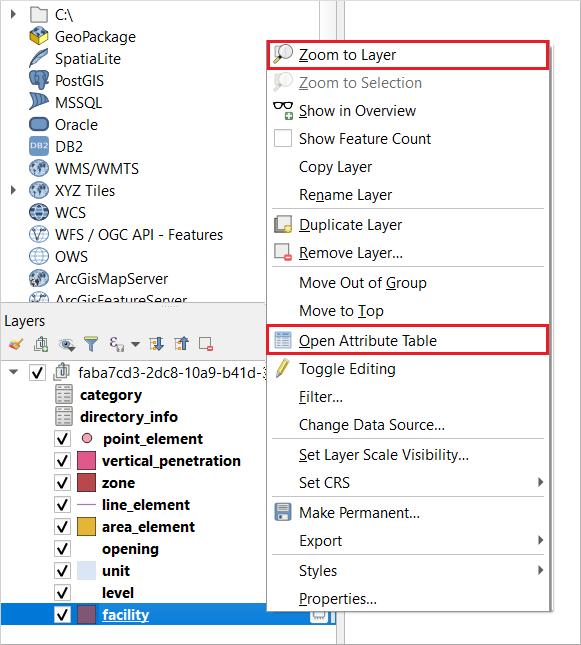 C:\
GeoPackage
SpatiaLite
PostGIS
MSSQL
Oracle
DB2
DB2
WMS/WMTS
XYZ Tiles
WCS
WFS / OGC API - Features
OWS
ArcGisMapServer
ArcGisFeatureServer
Layers
faba7cd3-2dc8-10a9-b41d-
category
directory_info
point_element
vertical_penetration
zone
line_element
area_element
opening
unit
level
facility
Zoom to Layer
Zoom to Selection
Show in Overview
Show Feature Count
Copy Layer
Rename Layer
Duplicate Layer
Remove Layer...
Move Out of Group
Move to Top
Open Attribute Table
Toggle Editing
Filter...
Change Data Source...
Set Layer Scale Visibility...
Set CRS
Make Permanent...
Export
Styles
Properties...